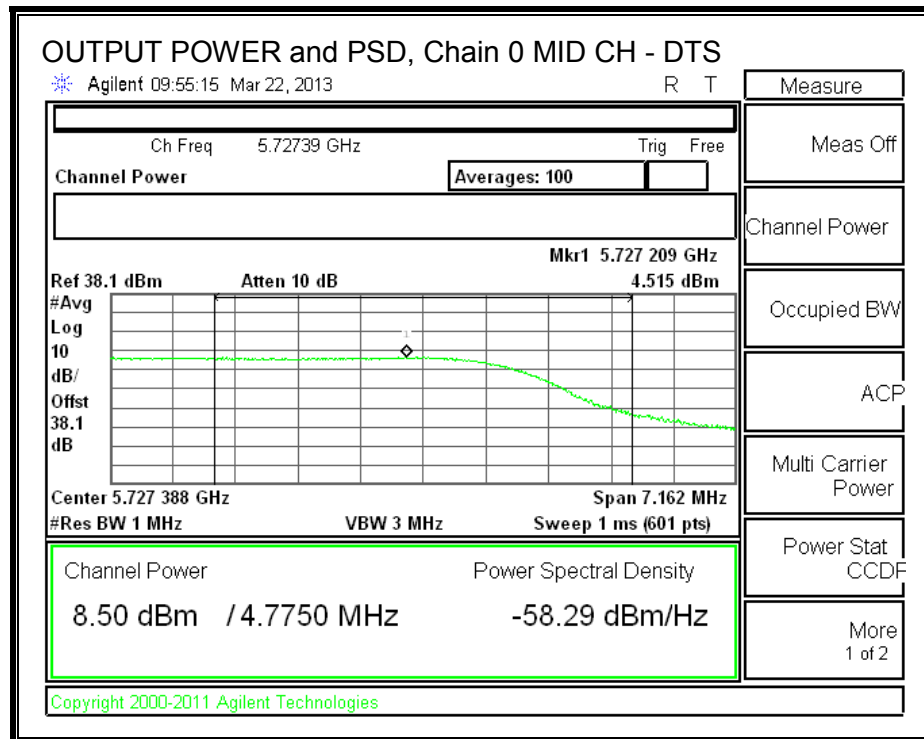 OUTPUT POWER and PSD, Chain 0 MID CH - DTS
Agilent 09:55:15 Mar 22, 2013 R T
Ch Freq 5.72739 GHz Trig Free
Channel Power Averages: 100
Mkr1 5.727 209 GHz
Ref 38.1 dBm Atten 10 dB 4.515 dBm
#Avg
Log
10
dB/
Offst
38.1
dB
1
Center 5.727 388 GHz Span 7.162 MHz
#Res BW 1 MHz VBW 3 MHz Sweep 1 ms (601 pts)
Channel Power Power Spectral Density
8.50 dBm / 4.7750 MHz -58.29 dBm/Hz
Copyright 2000-2011 Agilent Technologies
Measure
Meas Off
Channel Power
Occupied BW
ACP
Multi Carrier
Power
Power Stat
CCDF
More
1 of 2